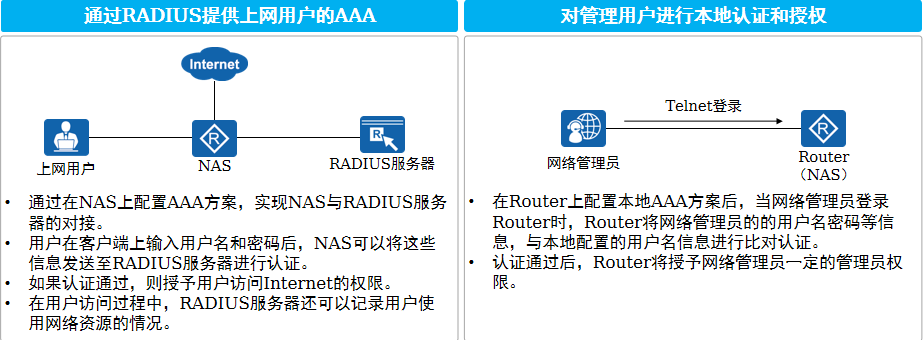 通过RADIUS提供上网用户的AAA
Internet
上网用户
NAS
RADIUS服务器
• 通过在NAS上配置AAA方案，实现NAS与RADIUS服务
器的对接。
• 用户在客户端上输入用户名和密码后，NAS可以将这些
信息发送至RADIUS服务器进行认证。
• 如果认证通过，则授予用户访问Internet的权限。
• 在用户访问过程中，RADIUS服务器还可以记录用户使
用网络资源的情况。
对管理用户进行本地认证和授权
Telnet登录
网络管理员
Router
（NAS）
• 在Router上配置本地AAA方案后，当网络管理员登录
Router时，Router将网络管理员的的用户名密码等信
息，与本地配置的用户名信息进行比对认证。
• 认证通过后，Router将授予网络管理员一定的管理员权
限。